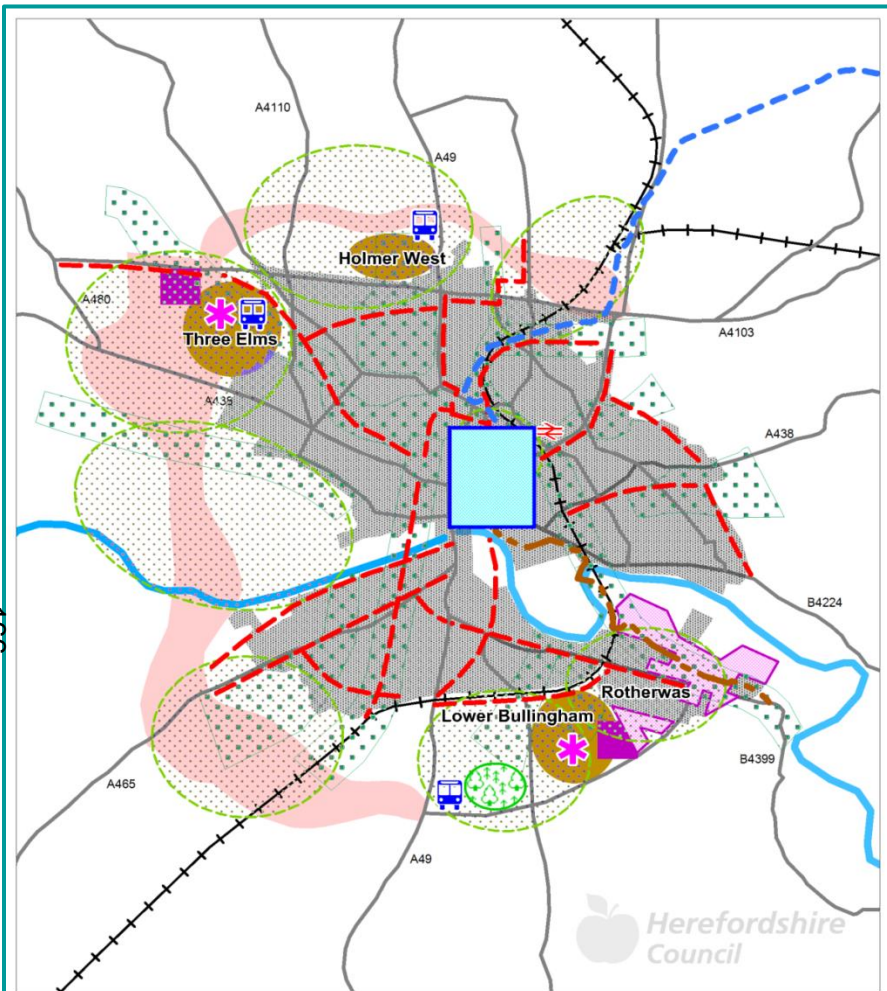 A4110
A49
Holmer West
A480
Three Elms
A4103
A438
A438
B4224
Rotherwas
Lower Bullingham
B4399
A465
A49
Herefordshire
Council